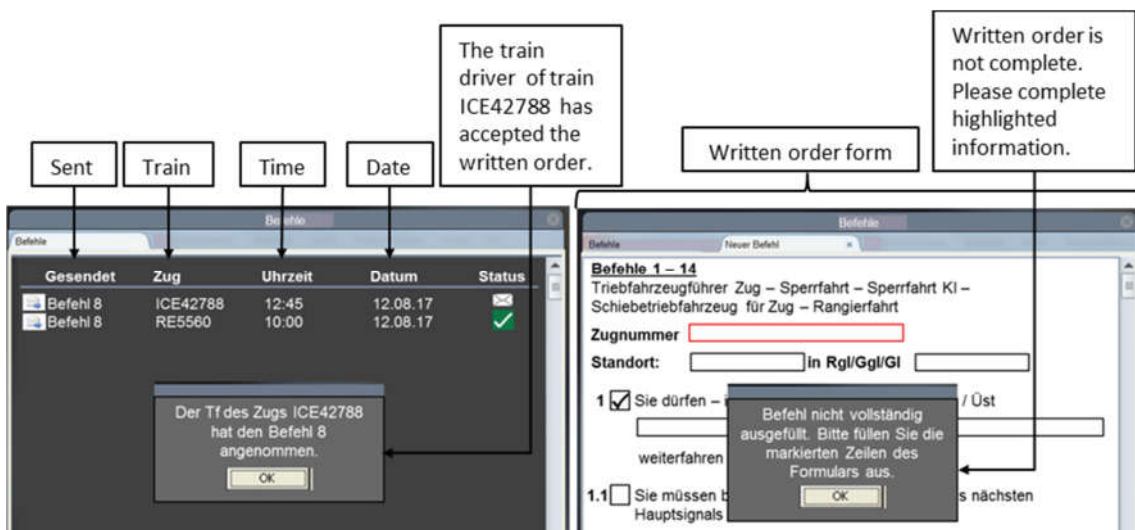 The train
driver of train
ICE42788 has
accepted the
written order.
Written order is
not complete.
Please complete
highlighted
information.
Sent
Train
Time
Date
Written order form
Befehle
Befehle
Gesendet Zug Uhrzeit Datum Status
Befehl 8 ICE42788 12:45 12.08.17
Befehl 8 RE5560 10:00 12.08.17
Der Tf des Zugs ICE42788
hat den Befehl 8
angenommen.
OK
Befehle
Befehle Neuer Befehl x
Befehle 1 – 14
Triebfahrzeugführer Zug – Sperrfahrt – Sperrfahrt Kl –
Schiebetriebfahrzeug für Zug – Rangierfahrt
Zugnummer
Standort: in Rgl/Ggl/Gl
1 Sie dürfen – / Üst
weiterfahren
1.1 Sie müssen s nächsten
Hauptsignals
Befehl nicht vollständig
ausgefüllt. Bitte füllen Sie die
markierten Zeilen des
Formulars aus.
OK